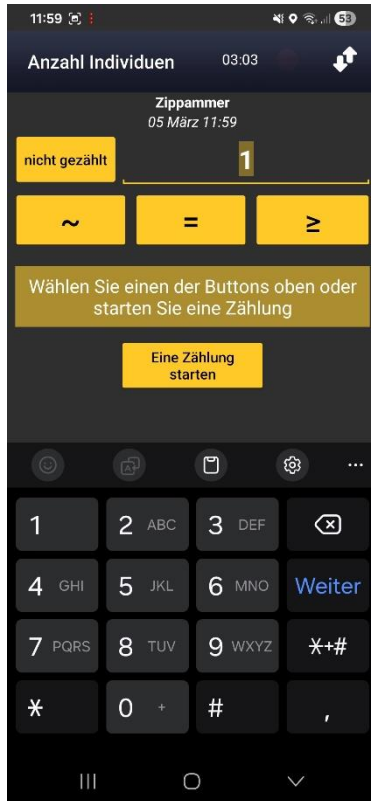 11:59 53
Anzahl Individuen 03:03
Zippammer
05 März 11:59
nicht gezählt 1
~ = ≥
Wählen Sie einen der Buttons oben oder
starten Sie eine Zählung
Eine Zählung
starten
1 2 ABC 3 DEF
4 GHI 5 JKL 6 MNO Weiter
7 PQRS 8 TUV 9 WXYZ *+#
* 0 + # ,